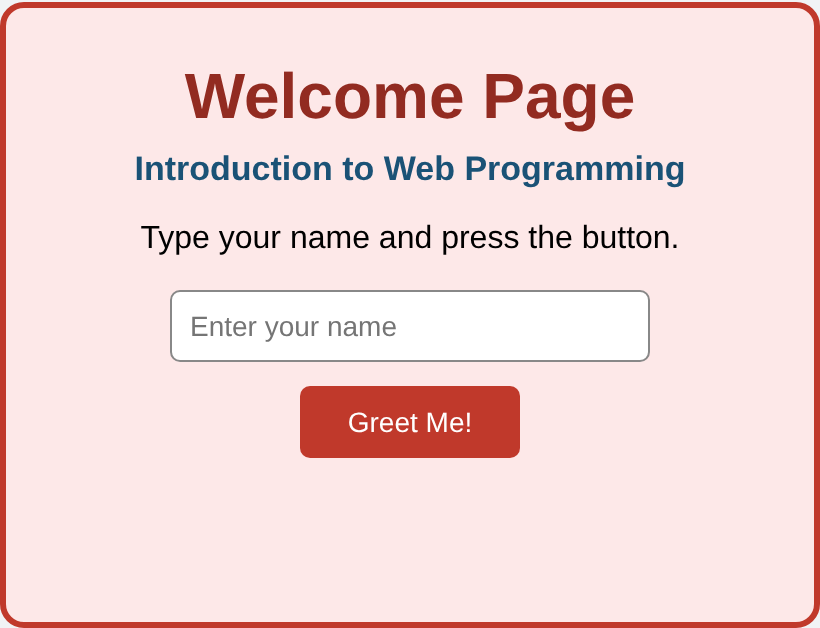 Welcome Page
Introduction to Web Programming
Type your name and press the button.
Enter your name
Greet Me!